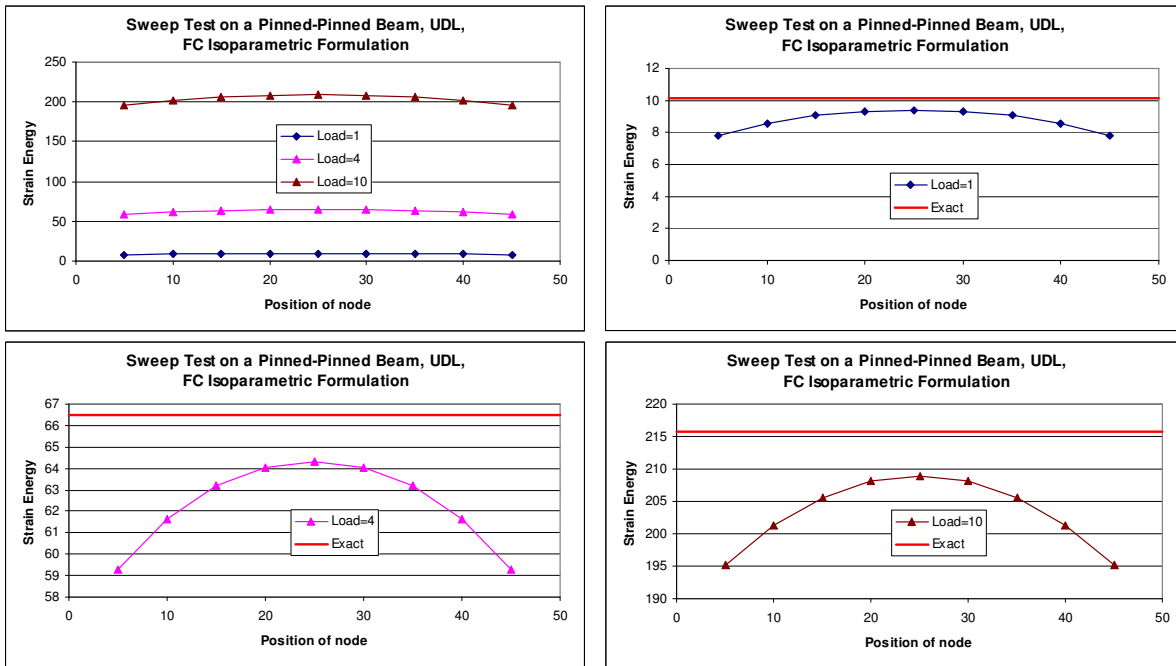 Sweep Test on a Pinned-Pinned Beam, UDL,
FC Isoparametric Formulation
Strain Energy
250
200
150
100
50
0
Load=1
Load=4
Load=10
0 10 20 30 40 50
Position of node
Sweep Test on a Pinned-Pinned Beam, UDL,
FC Isoparametric Formulation
Strain Energy
12
10
8
6
4
2
0
Load=1
Exact
0 10 20 30 40 50
Position of node
Sweep Test on a Pinned-Pinned Beam, UDL,
FC Isoparametric Formulation
Strain Energy
67
66
65
64
63
62
61
60
59
58
Load=4
Exact
0 10 20 30 40 50
Position of node
Sweep Test on a Pinned-Pinned Beam, UDL,
FC Isoparametric Formulation
Strain Energy
220
215
210
205
200
195
190
Load=10
Exact
0 10 20 30 40 50
Position of node